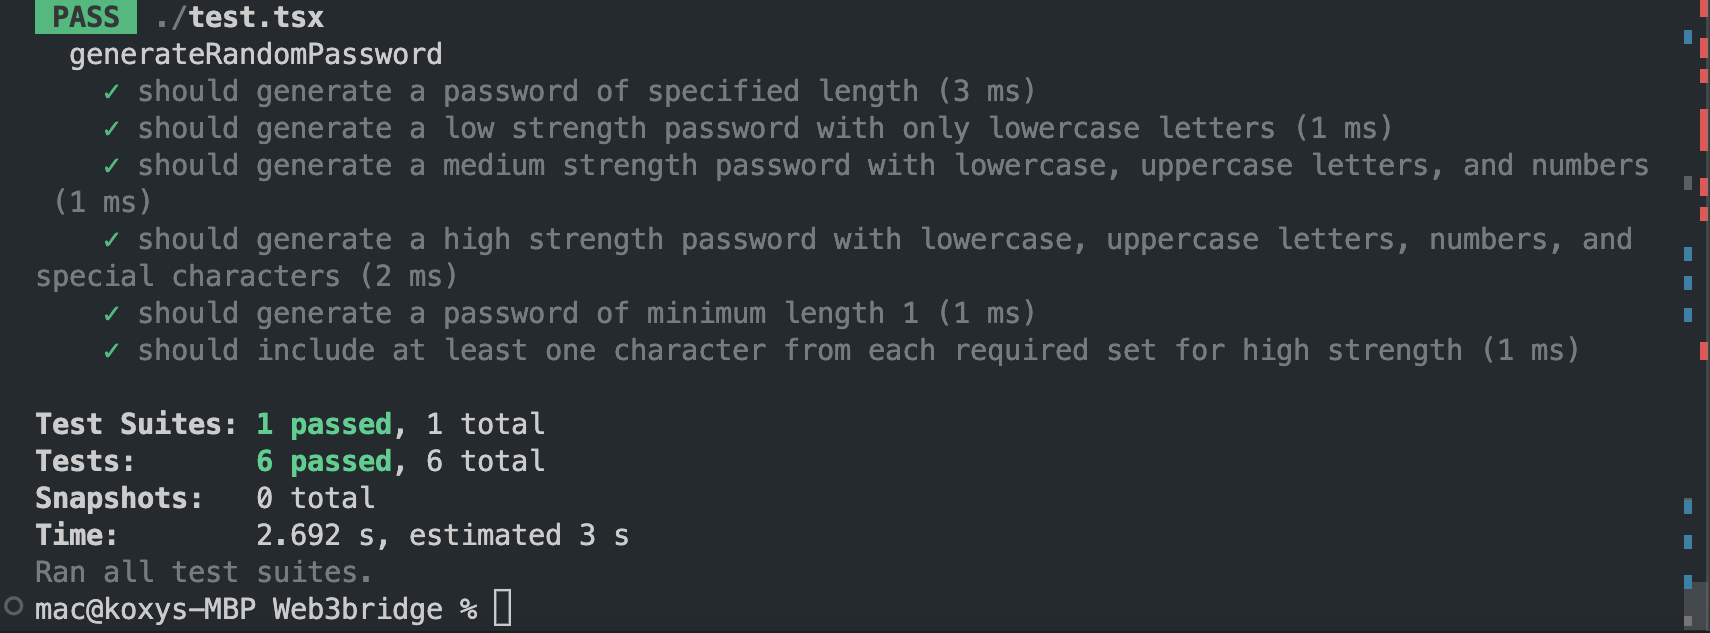 PASS ./test.tsx
generateRandomPassword
✓ should generate a password of specified length (3 ms)
✓ should generate a low strength password with only lowercase letters (1 ms)
✓ should generate a medium strength password with lowercase, uppercase letters, and numbers
(1 ms)
✓ should generate a high strength password with lowercase, uppercase letters, numbers, and
special characters (2 ms)
✓ should generate a password of minimum length 1 (1 ms)
✓ should include at least one character from each required set for high strength (1 ms)
Test Suites: 1 passed, 1 total
Tests: 6 passed, 6 total
Snapshots: 0 total
Time: 2.692 s, estimated 3 s
Ran all test suites.
mac@koxys-MBP Web3bridge %